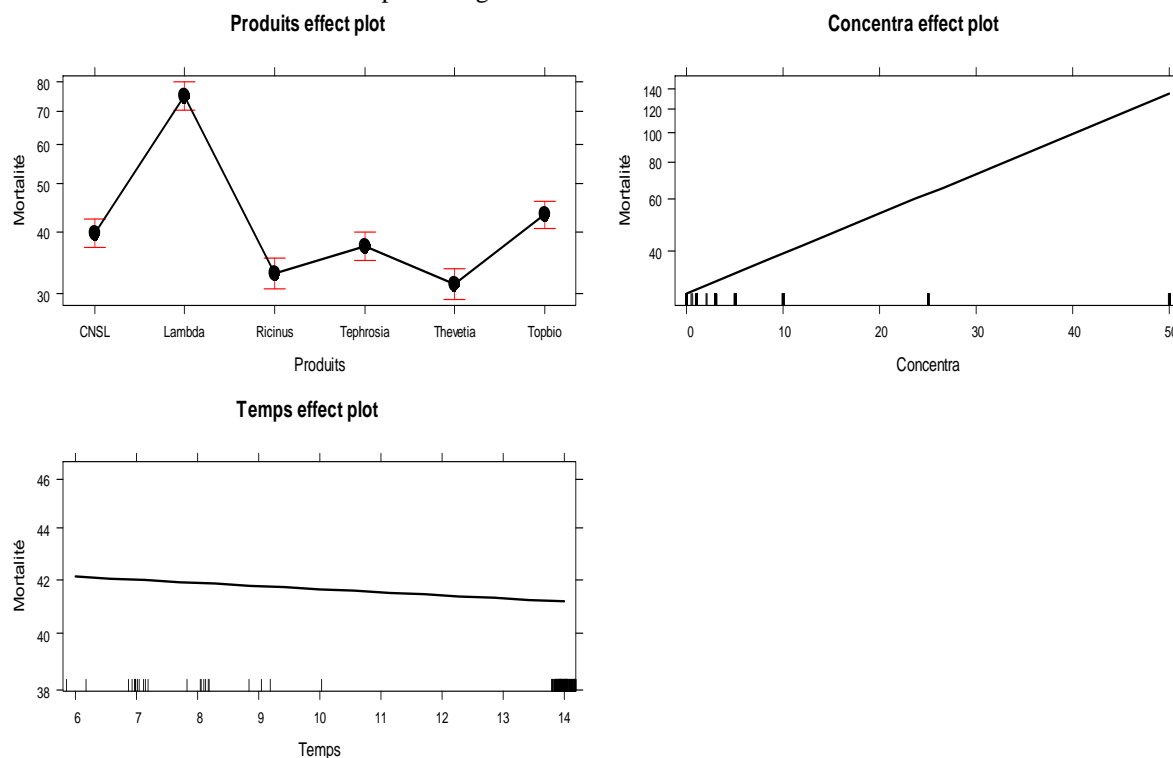 Produits effect plot
Mortalité
80
70
60
50
40
30
CNSL Lambda Ricinus Tephrosia Thevetia Topbio
Produits
Concentra effect plot
Mortalité
140
120
100
80
60
40
0 10 20 30 40 50
Concentra
Temps effect plot
Mortalité
46
44
42
40
38
6 7 8 9 10 11 12 13 14
Temps